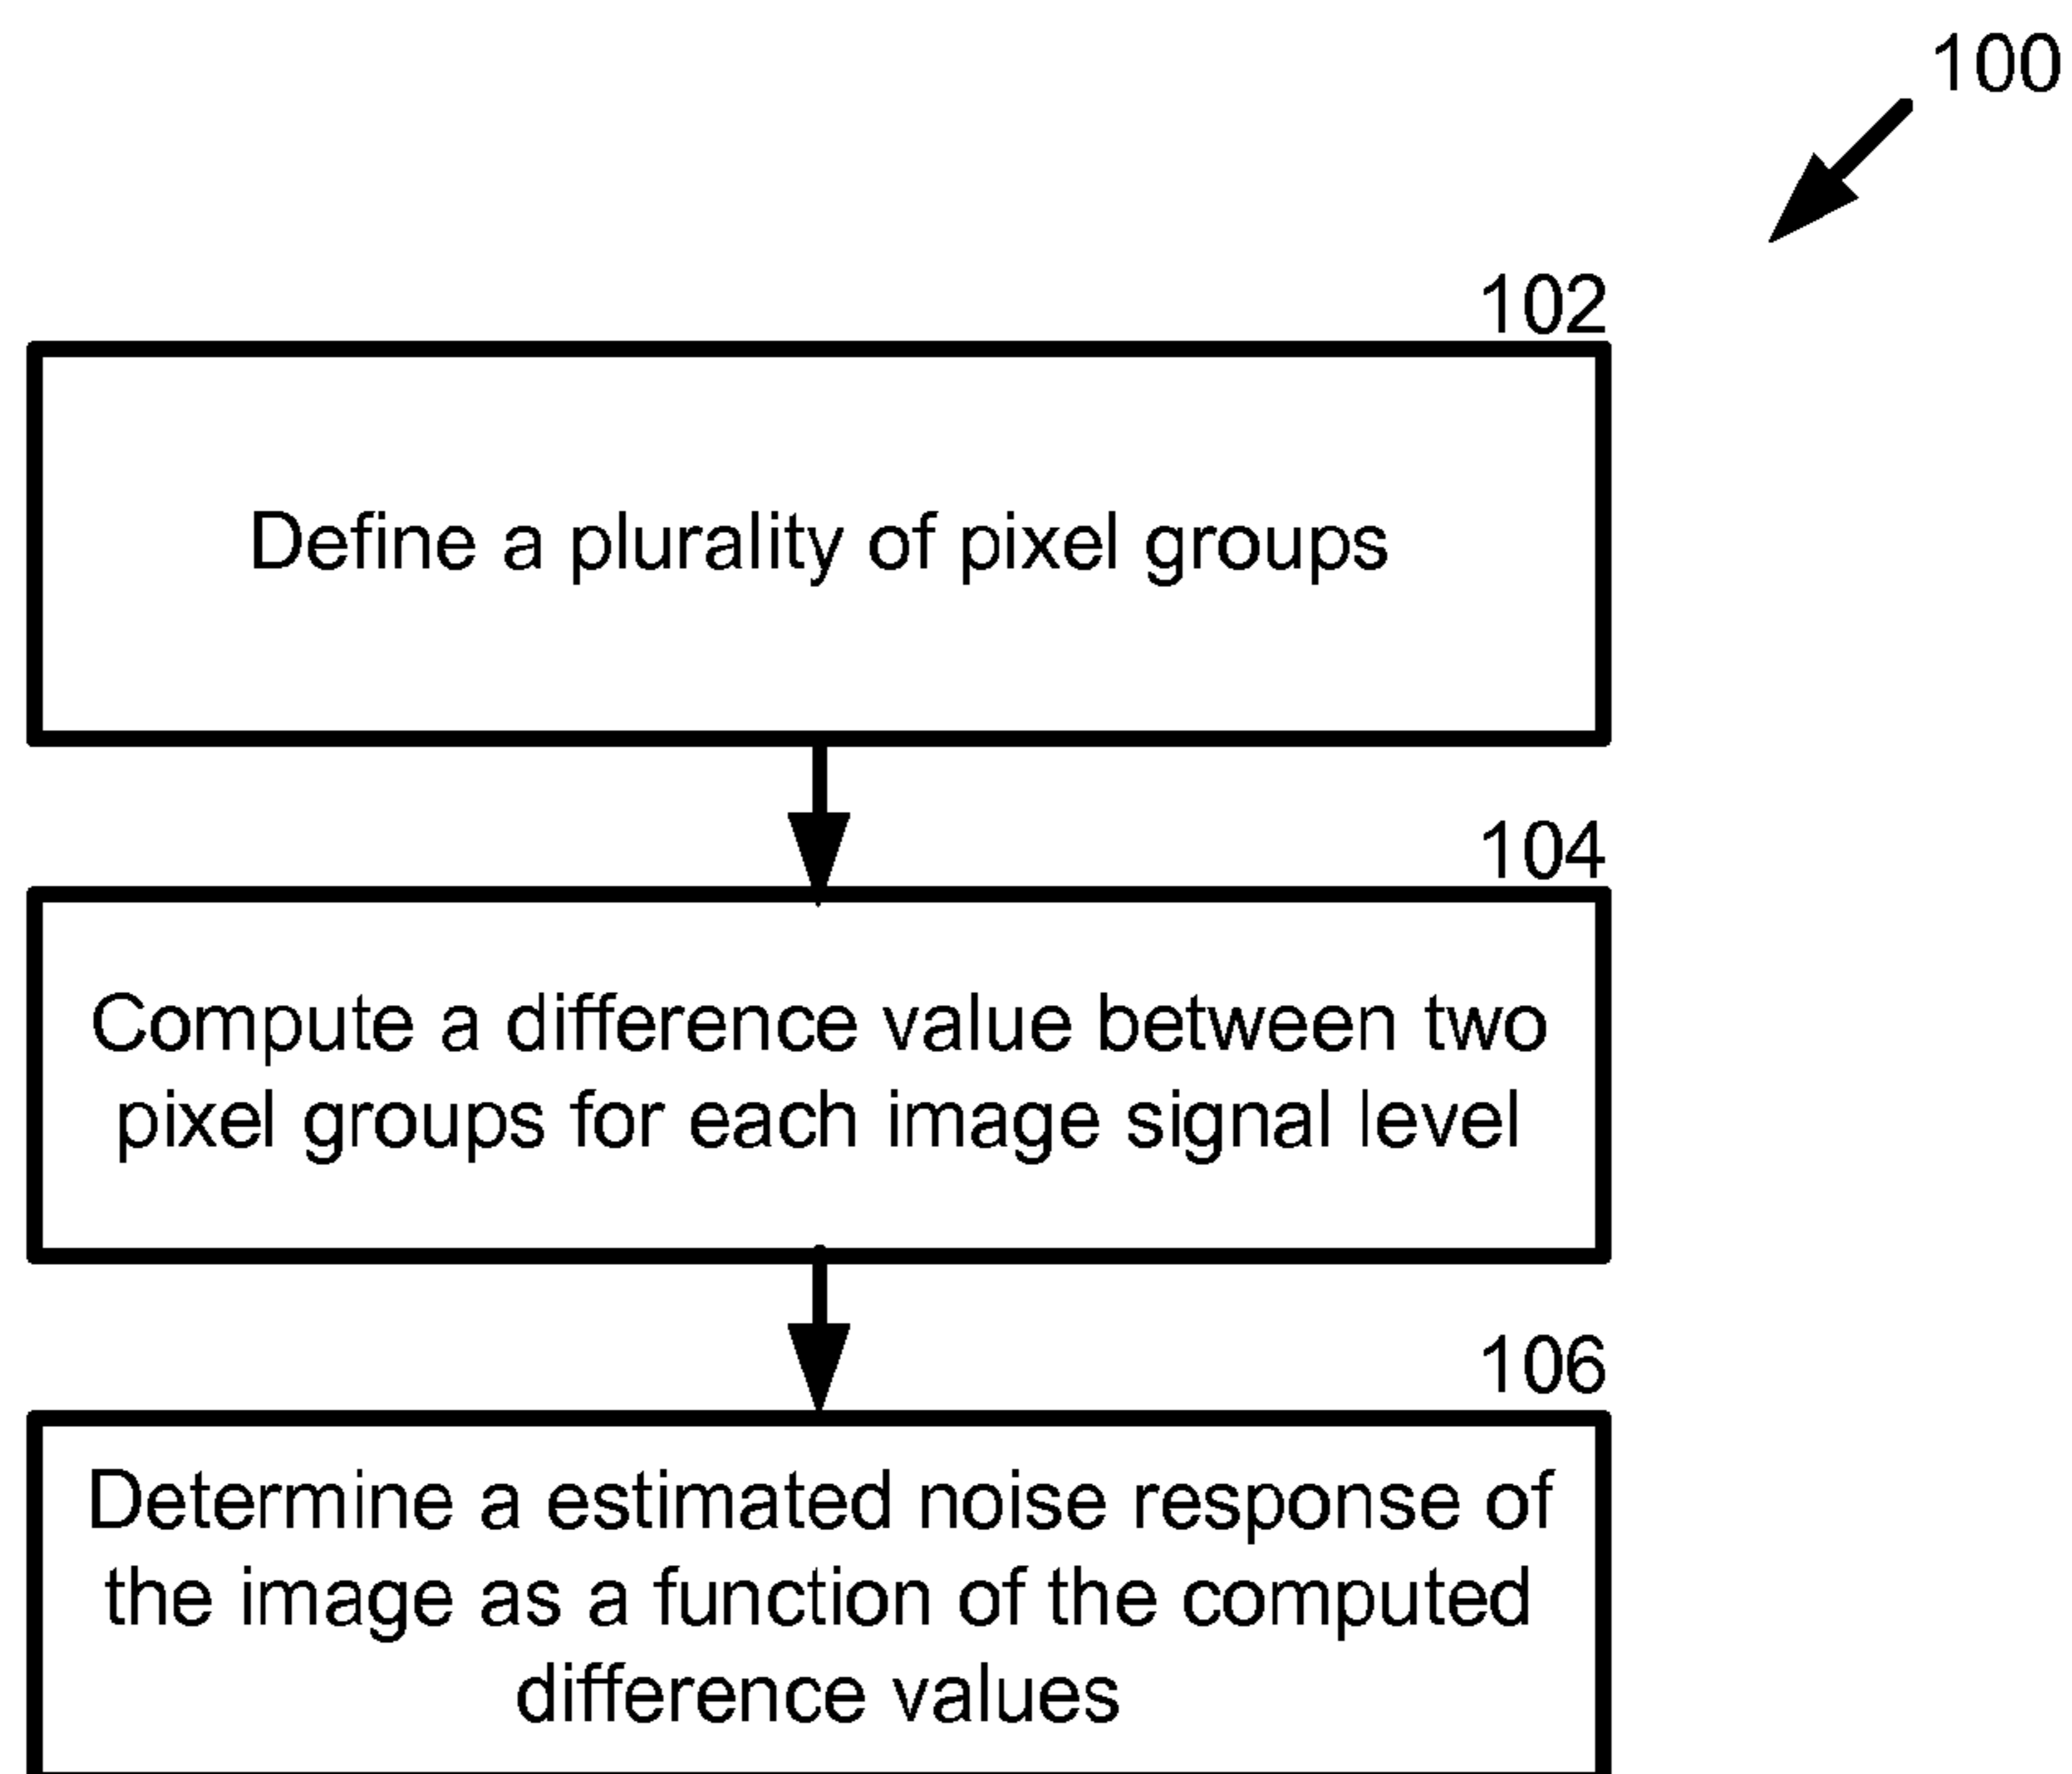 100
102
Define a plurality of pixel groups
104
Compute a difference value between two
pixel groups for each image signal level
106
Determine a estimated noise response of
the image as a function of the computed
difference values